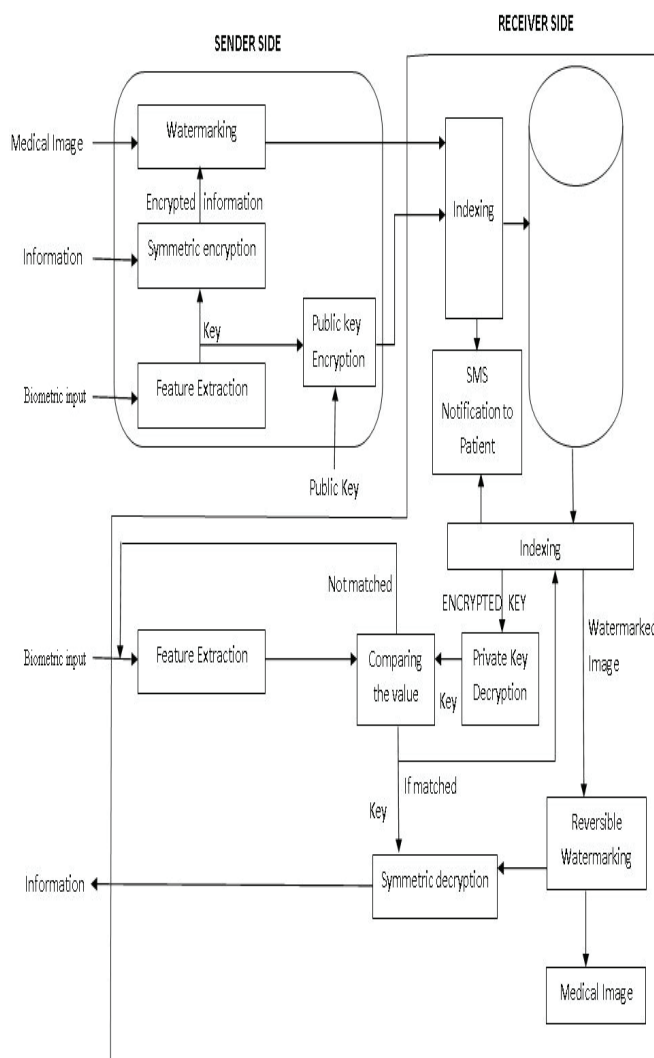 RECEIVER SIDE
SENDER SIDE
Medical Image
Watermarking
Encrypted information
Indexing
Information
Symmetric encryption
Key
Public key
Encryption
Biometric input
Feature Extraction
SMS
Notification to
Patient
Public Key
Indexing
Not matched
ENCRYPTED KEY
Watermarked
Image
Biometric input
Feature Extraction
Comparing
the value
Key
Private Key
Decryption
If matched
Key
Reversible
Watermarking
Information
Symmetric decryption
Medical Image